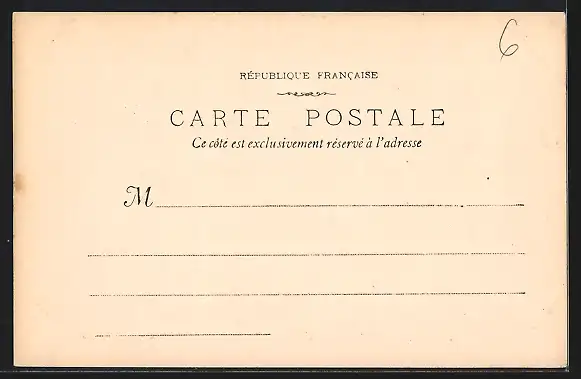 6
RÉPUBLIQUE FRANÇAISE
CARTE POSTALE
Ce côté est exclusivement réservé à l'adresse
M